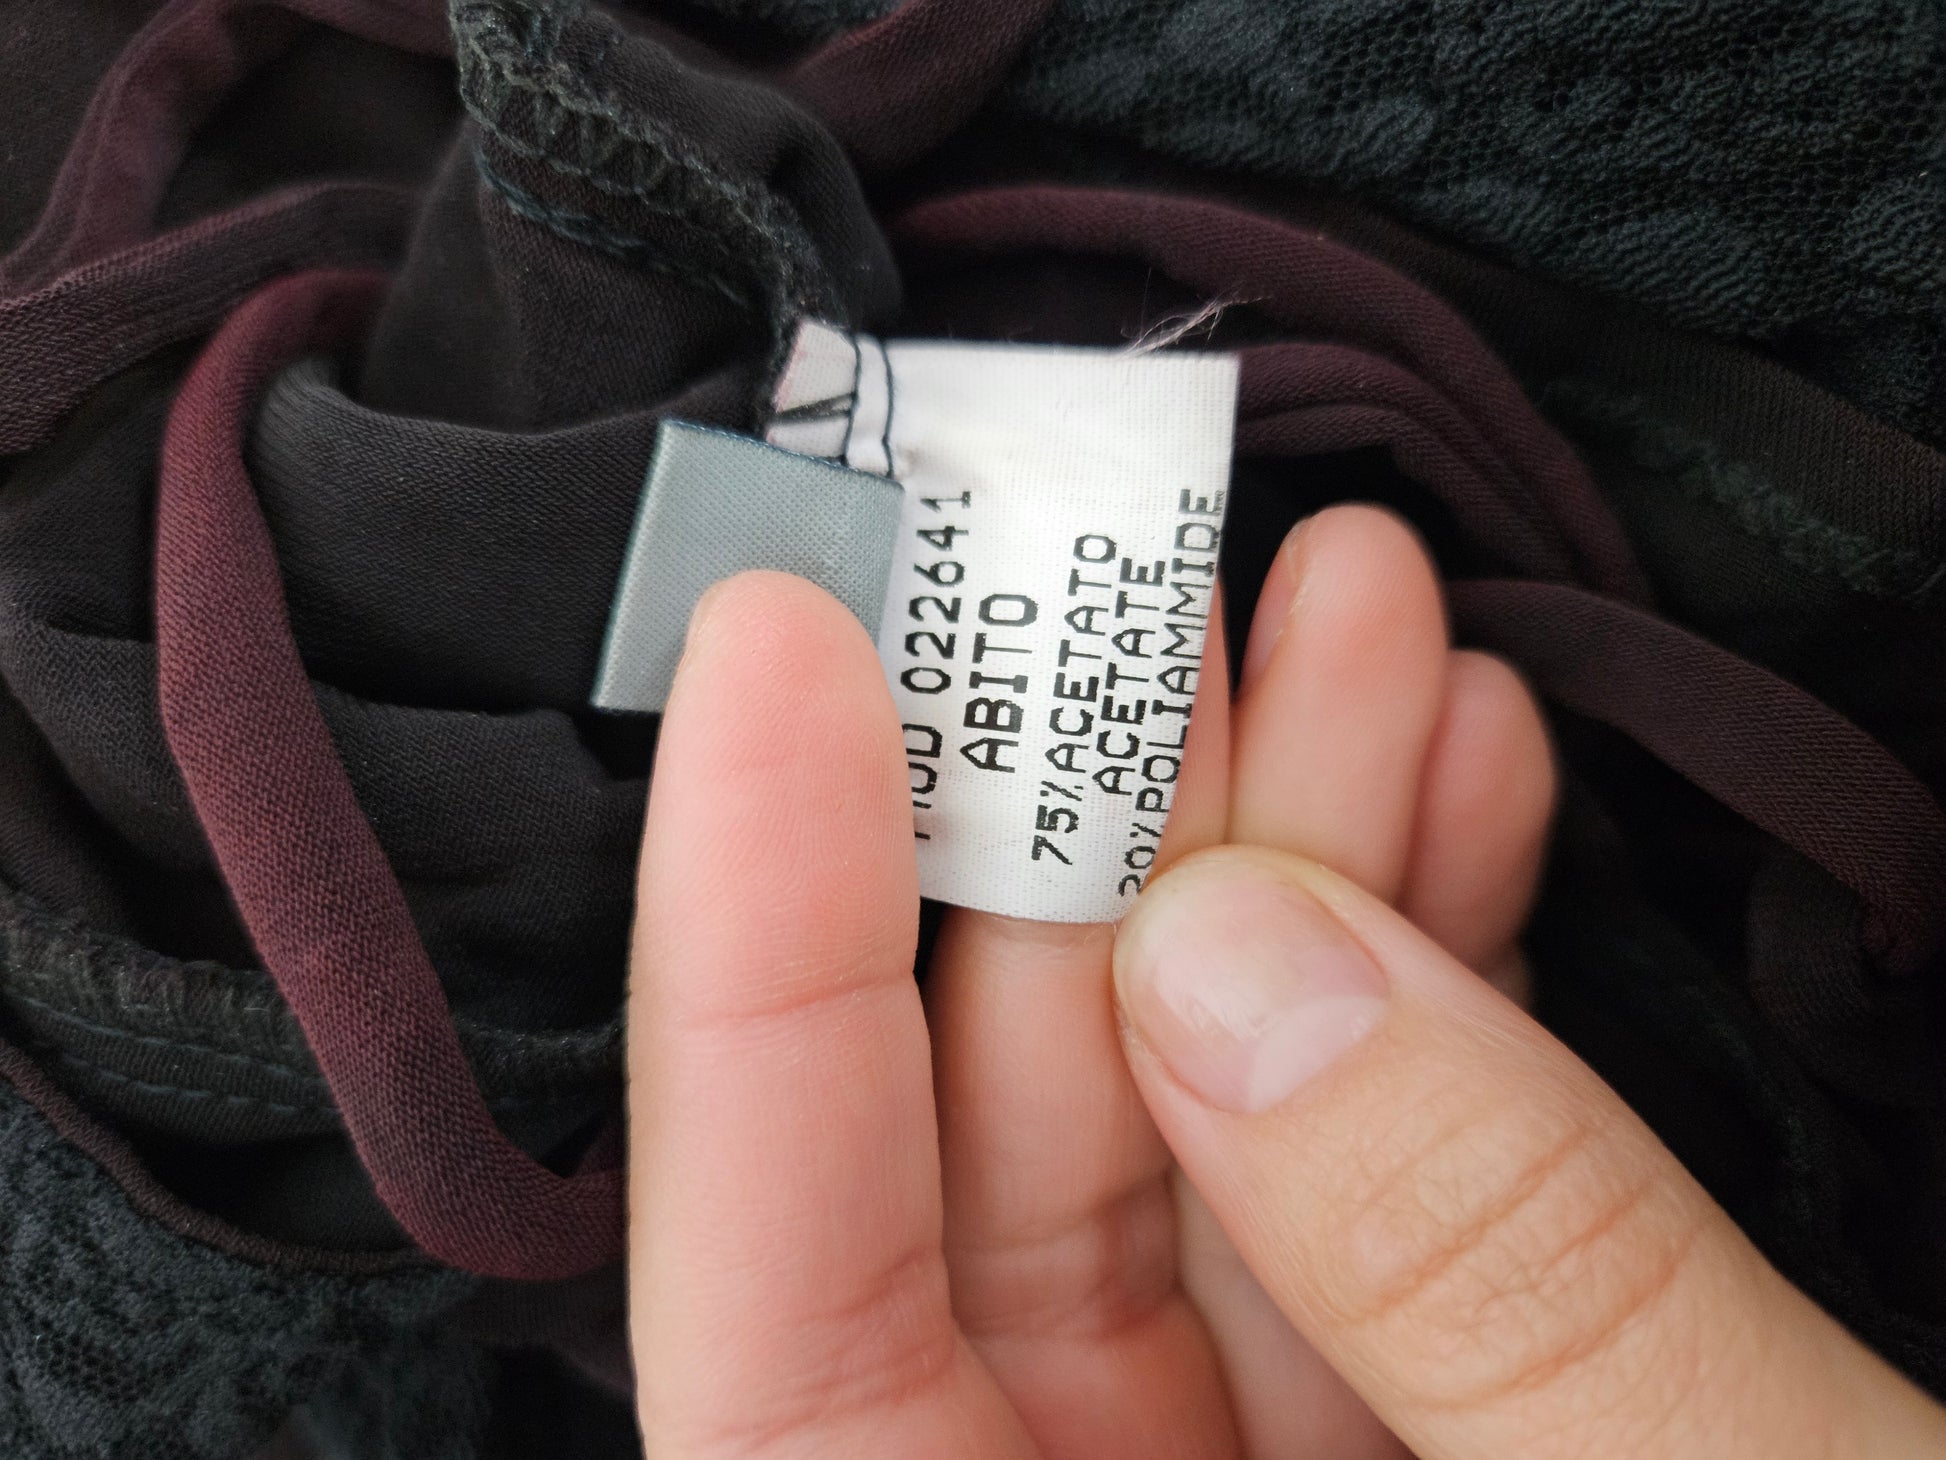 MOD 022641
ABITO
75%ACETATO
ACETATE
20%POLIAMMIDE